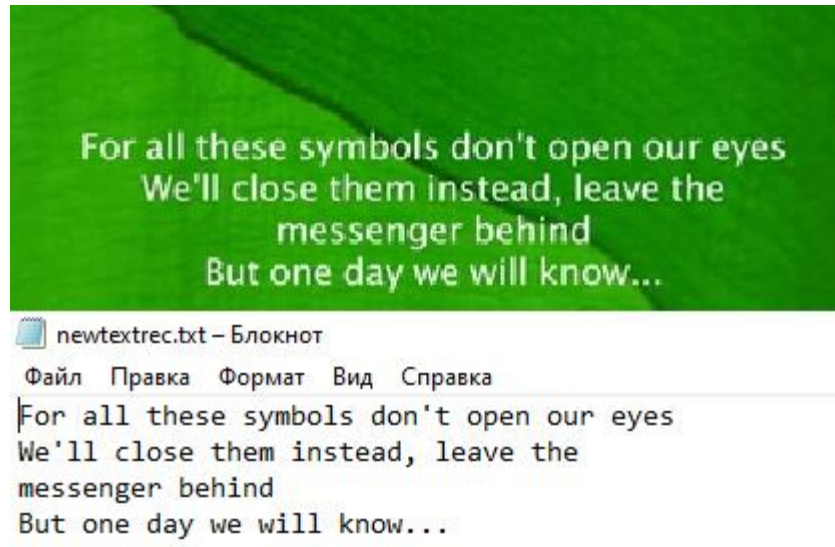 For all these symbols don't open our eyes
We'll close them instead, leave the
messenger behind
But one day we will know...
newtextrec.txt – Блокнот
Файл Правка Формат Вид Справка
For all these symbols don't open our eyes
We'll close them instead, leave the
messenger behind
But one day we will know...